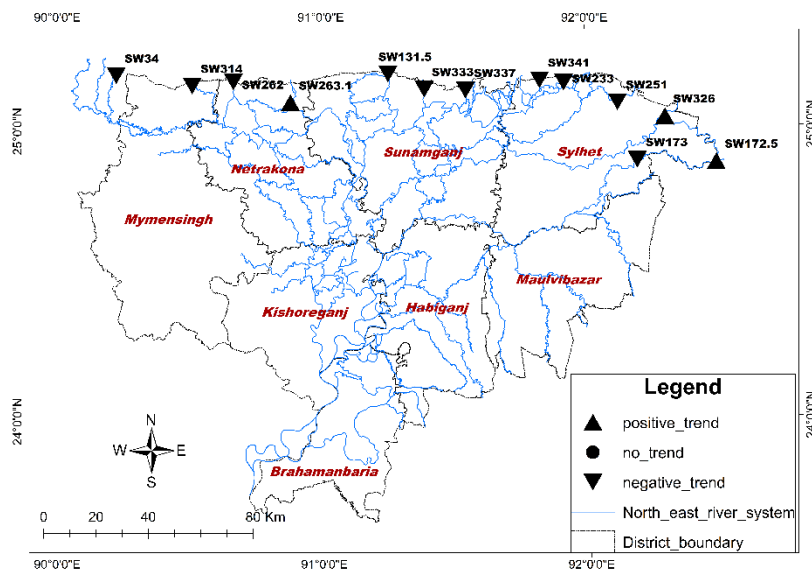 90°0'0"E 91°0'0"E 92°0'0"E
SW34
SW314
SW262
SW263.1
SW131.5
SW333SW337
SW341
SW233
SW251
SW326
SW173
SW172.5
25°0'0"N
25°0'0"N
Netrakona
Sunamganj
Sylhet
Mymensingh
Kishoreganj
Habiganj
Maulvibazar
Brahamanbaria
24°0'0"N
24°0'0"N
N
W E
S
0 20 40 80 Km
Legend
positive_trend
no_trend
negative_trend
North_east_river_system
District_boundary
90°0'0"E 91°0'0"E 92°0'0"E